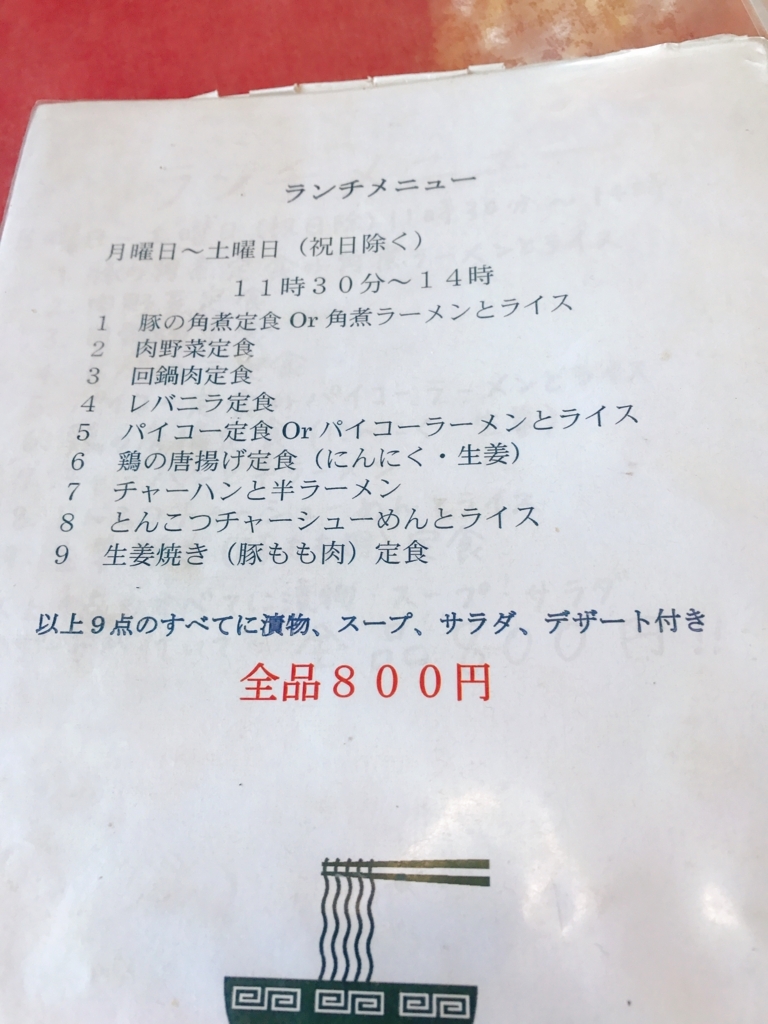 ランチメニュー
月曜日～土曜日（祝日除く）
１１時３０分～１４時
1 豚の角煮定食 Or 角煮ラーメンとライス
2 肉野菜定食
3 回鍋肉定食
4 レバニラ定食
5 パイコー定食 Or パイコーラーメンとライス
6 鶏の唐揚げ定食（にんにく・生姜）
7 チャーハンと半ラーメン
8 とんこつチャーシューめんとライス
9 生姜焼き（豚もも肉）定食
以上９点のすべてに漬物、スープ、サラダ、デザート付き
全品８００円